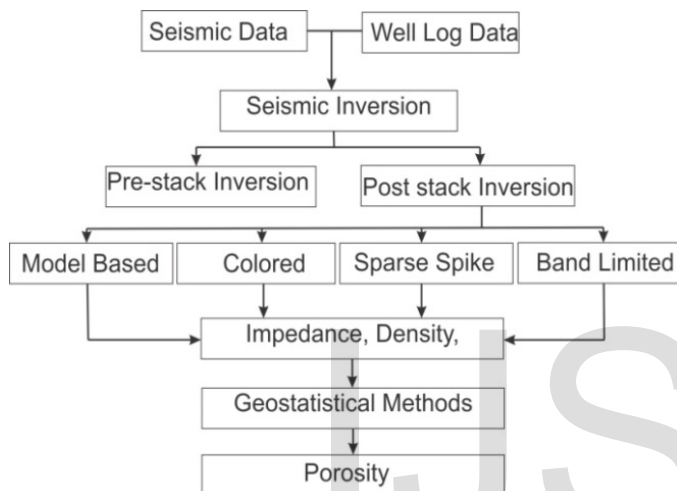 Seismic Data
Well Log Data
Seismic Inversion
Pre-stack Inversion
Post stack Inversion
Model Based
Colored
Sparse Spike
Band Limited
Impedance, Density,
Geostatistical Methods
Porosity
IJS